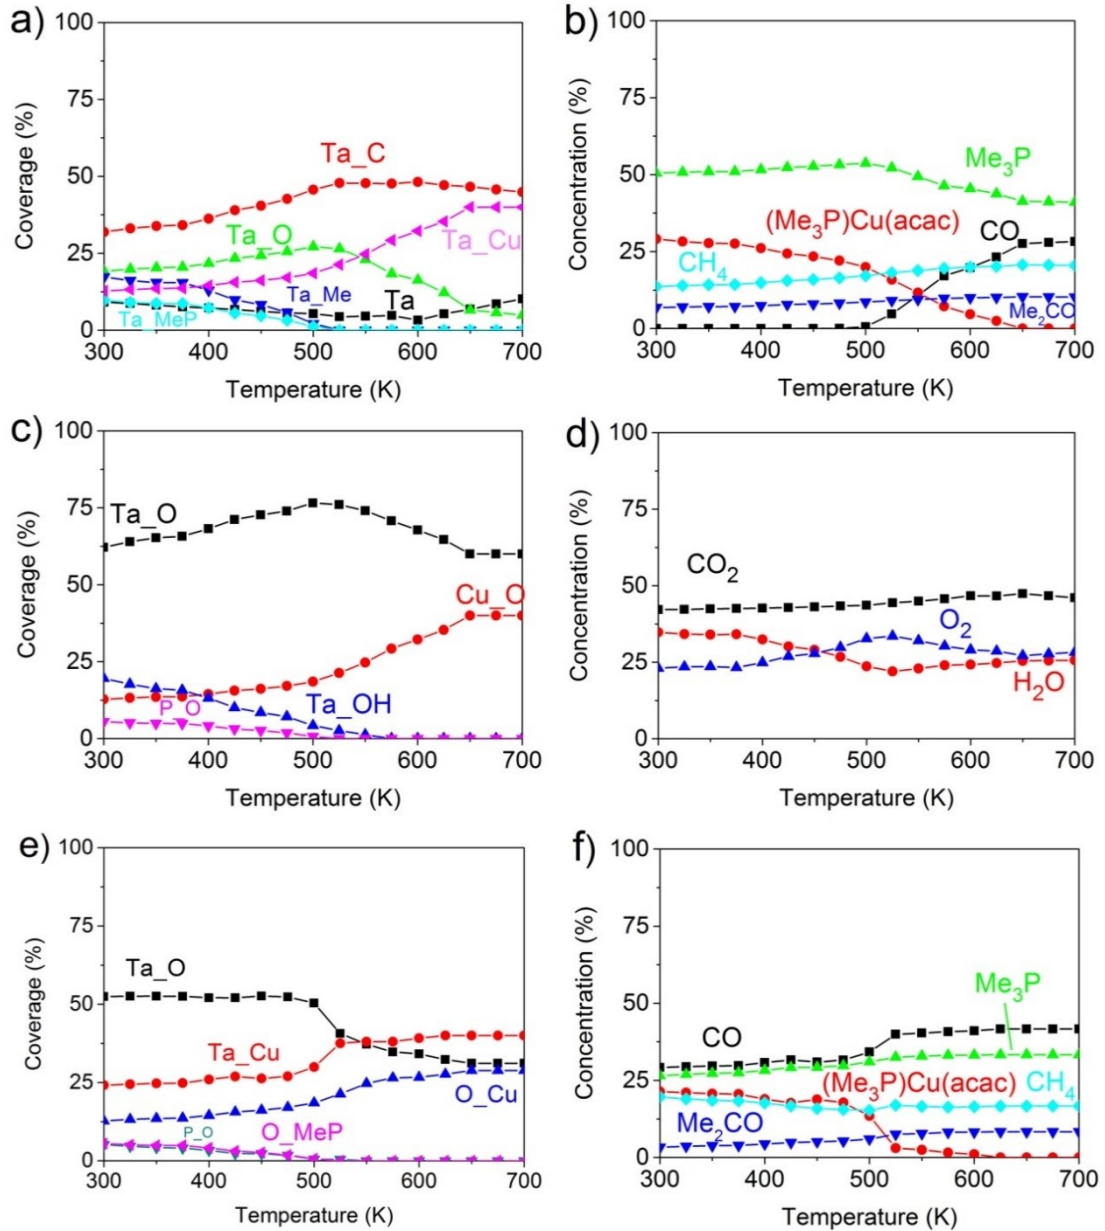 a)
100
75
50
25
0
Coverage (%)
Ta_C
Ta_O
Ta_Cu
Ta_Me
Ta
Ta_MeP
300 400 500 600 700
Temperature (K)
b)
100
75
50
25
0
Concentration (%)
Me₃P
(Me₃P)Cu(acac)
CO
CH₄
Me₂CO
300 400 500 600 700
Temperature (K)
c)
100
75
50
25
0
Coverage (%)
Ta_O
Cu_O
P_O
Ta_OH
300 400 500 600 700
Temperature (K)
d)
100
75
50
25
0
Concentration (%)
CO₂
O₂
H₂O
300 400 500 600 700
Temperature (K)
e)
100
75
50
25
0
Coverage (%)
Ta_O
Ta_Cu
O_Cu
P_O
O_MeP
300 400 500 600 700
Temperature (K)
f)
100
75
50
25
0
Concentration (%)
Me₃P
CO
(Me₃P)Cu(acac) CH₄
Me₂CO
300 400 500 600 700
Temperature (K)